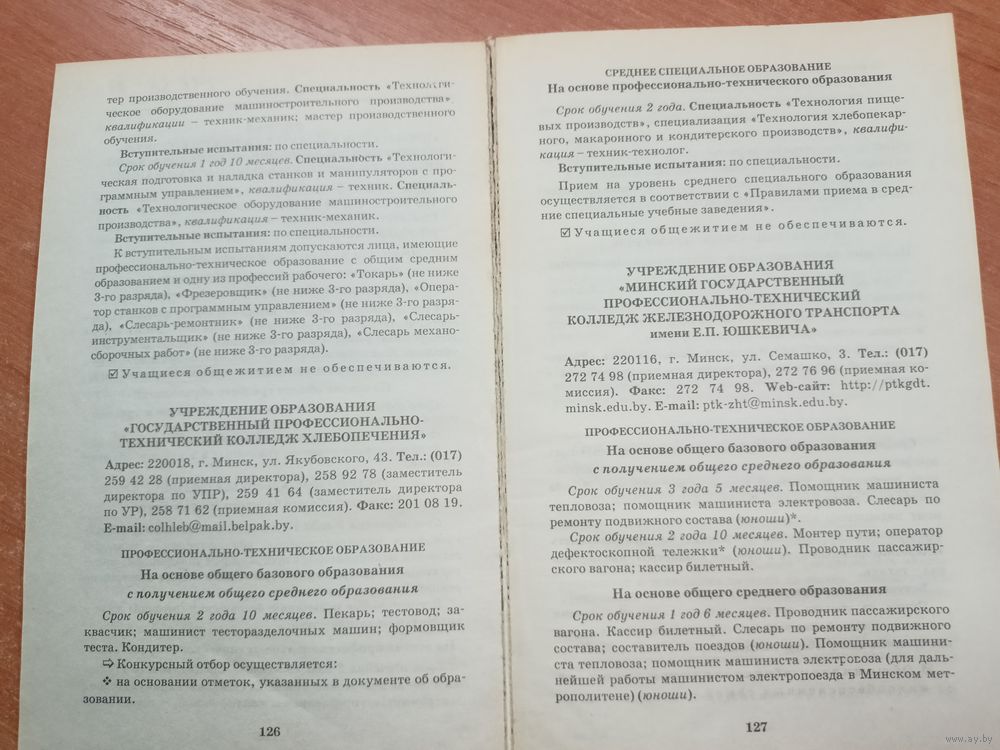 тер производственного обучения. Специальность «Технологи-
ческое оборудование машиностроительного производства»
квалификации – техник-механик; мастер производственного
обучения.
Вступительные испытания: по специальности.
Срок обучения 1 год 10 месяцев. Специальность «Технологи-
ческая подготовка и наладка станков и манипуляторов с про-
граммным управлением», квалификация – техник. Специаль-
ность «Технологическое оборудование машиностроительного
производства», квалификация – техник-механик.
Вступительные испытания: по специальности.
К вступительным испытаниям допускаются лица, имеющие
профессионально-техническое образование с общим средним
образованием и одну из профессий рабочего: «Токарь» (не ниже
3-го разряда), «Фрезеровщик» (не ниже 3-го разряда), «Опера-
тор станков с программным управлением» (не ниже 3-го разря-
да), «Слесарь-ремонтник» (не ниже 3-го разряда), «Слесарь-
инструментальщик» (не ниже 3-го разряда), «Слесарь механо-
сборочных работ» (не ниже 3-го разряда).
☑ Учащиеся общежитием не обеспечиваются.
УЧРЕЖДЕНИЕ ОБРАЗОВАНИЯ
«ГОСУДАРСТВЕННЫЙ ПРОФЕССИОНАЛЬНО-
ТЕХНИЧЕСКИЙ КОЛЛЕДЖ ХЛЕБОПЕЧЕНИЯ»
Адрес: 220018, г. Минск, ул. Якубовского, 43. Тел.: (017)
259 42 28 (приемная директора), 258 92 78 (заместитель
директора по УПР), 259 41 64 (заместитель директора
по УР), 258 71 62 (приемная комиссия). Факс: 201 08 19.
E-mail: colhleb@mail.belpak.by.
ПРОФЕССИОНАЛЬНО-ТЕХНИЧЕСКОЕ ОБРАЗОВАНИЕ
На основе общего базового образования
с получением общего среднего образования
Срок обучения 2 года 10 месяцев. Пекарь; тестовод; за-
квасчик; машинист тесторазделочных машин; формовщик
теста. Кондитер.
⇨ Конкурсный отбор осуществляется:
❖ на основании отметок, указанных в документе об обра-
зовании.
126
СРЕДНЕЕ СПЕЦИАЛЬНОЕ ОБРАЗОВАНИЕ
На основе профессионально-технического образования
Срок обучения 2 года. Специальность «Технология пище-
вых производств», специализация «Технология хлебопекар-
ного, макаронного и кондитерского производств», квалифи-
кация – техник-технолог.
Вступительные испытания: по специальности.
Прием на уровень среднего специального образования
осуществляется в соответствии с «Правилами приема в сред-
ние специальные учебные заведения».
☑ Учащиеся общежитием не обеспечиваются.
УЧРЕЖДЕНИЕ ОБРАЗОВАНИЯ
«МИНСКИЙ ГОСУДАРСТВЕННЫЙ
ПРОФЕССИОНАЛЬНО-ТЕХНИЧЕСКИЙ
КОЛЛЕДЖ ЖЕЛЕЗНОДОРОЖНОГО ТРАНСПОРТА
имени Е.П. ЮШКЕВИЧА»
Адрес: 220116, г. Минск, ул. Семашко, 3. Тел.: (017)
272 74 98 (приемная директора), 272 76 96 (приемная ко-
миссия). Факс: 272 74 98. Web-сайт: http://ptkgdt.
minsk.edu.by. E-mail: ptk-zht@minsk.edu.by.
ПРОФЕССИОНАЛЬНО-ТЕХНИЧЕСКОЕ ОБРАЗОВАНИЕ
На основе общего базового образования
с получением общего среднего образования
Срок обучения 3 года 5 месяцев. Помощник машиниста
тепловоза; помощник машиниста электровоза. Слесарь по
ремонту подвижного состава (юноши)*.
Срок обучения 2 года 10 месяцев. Монтер пути; оператор
дефектоскопной тележки* (юноши). Проводник пассажир-
ского вагона; кассир билетный.
На основе общего среднего образования
Срок обучения 1 год 6 месяцев. Проводник пассажирского
вагона. Кассир билетный. Слесарь по ремонту подвижного
состава; составитель поездов (юноши). Помощник машини-
ста тепловоза; помощник машиниста электровоза (для даль-
нейшей работы машинистом электропоезда в Минском мет-
рополитене) (юноши).
127
www.ay.by